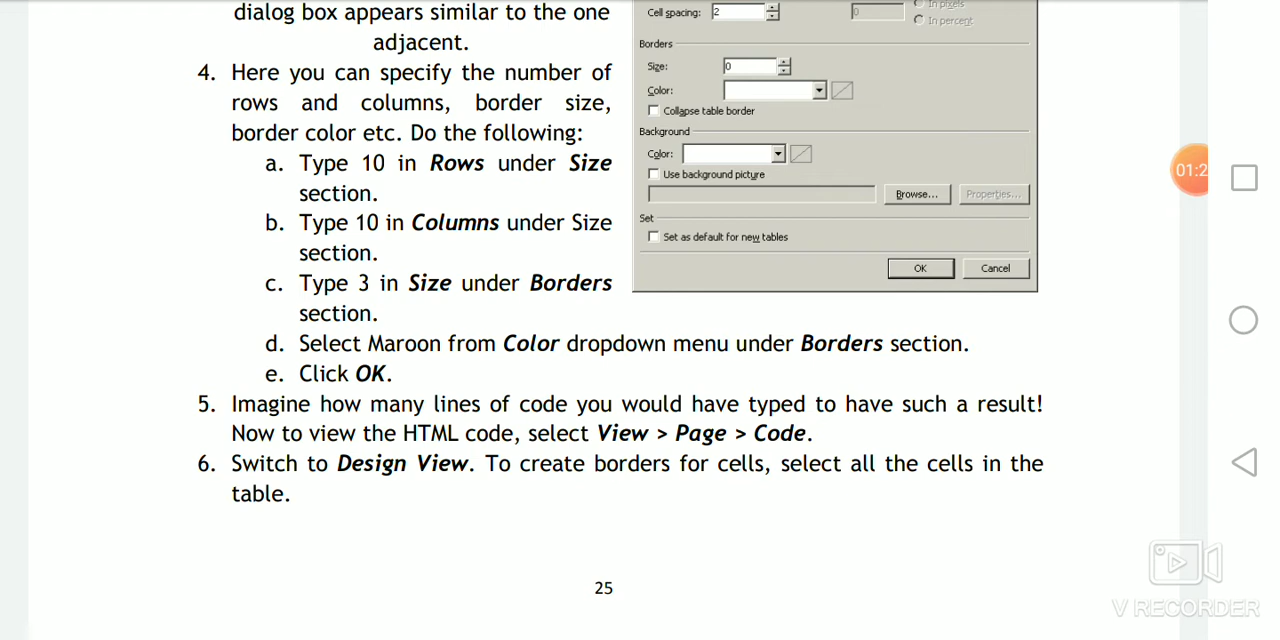 dialog box appears similar to the one
adjacent.
4. Here you can specify the number of
rows and columns, border size,
border color etc. Do the following:
a. Type 10 in Rows under Size
section.
b. Type 10 in Columns under Size
section.
c. Type 3 in Size under Borders
section.
d. Select Maroon from Color dropdown menu under Borders section.
e. Click OK.
5. Imagine how many lines of code you would have typed to have such a result!
Now to view the HTML code, select View > Page > Code.
6. Switch to Design View. To create borders for cells, select all the cells in the
table.
25
Cell spacing: 2
0 In pixels
In percent
Borders
Size: 0
Color:
Collapse table border
Background
Color:
Use background picture
Browse... Properties...
Set
Set as default for new tables
OK Cancel
01:2
V RECORDER